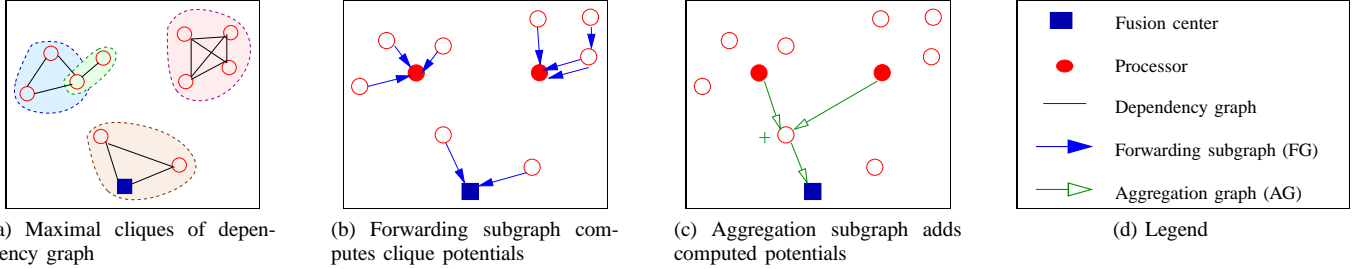 Fusion center
Processor
Dependency graph
Forwarding subgraph (FG)
Aggregation graph (AG)
+
a) Maximal cliques of depen-
ency graph
(b) Forwarding subgraph com-
putes clique potentials
(c) Aggregation subgraph adds
computed potentials
(d) Legend